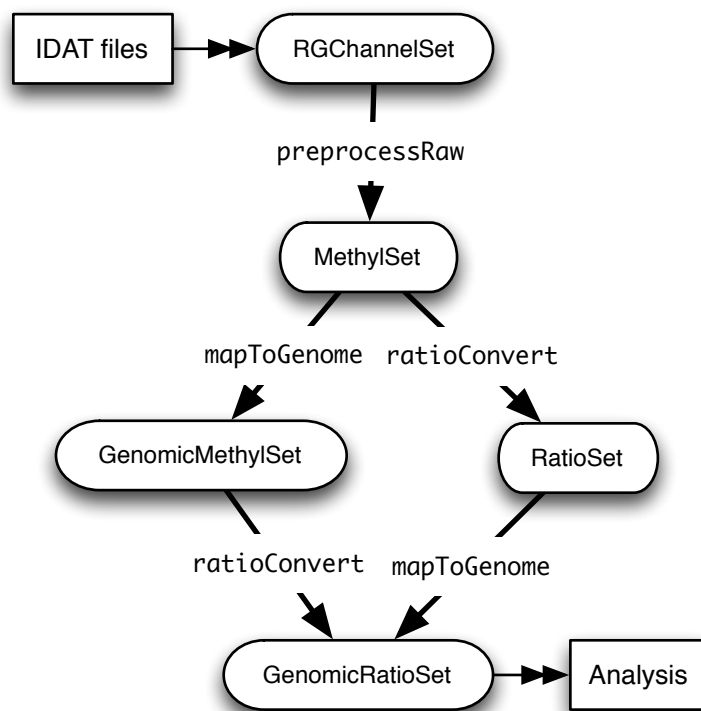 IDAT files
RGChannelSet
preprocessRaw
MethylSet
mapToGenome
ratioConvert
GenomicMethylSet
RatioSet
ratioConvert
mapToGenome
GenomicRatioSet
Analysis